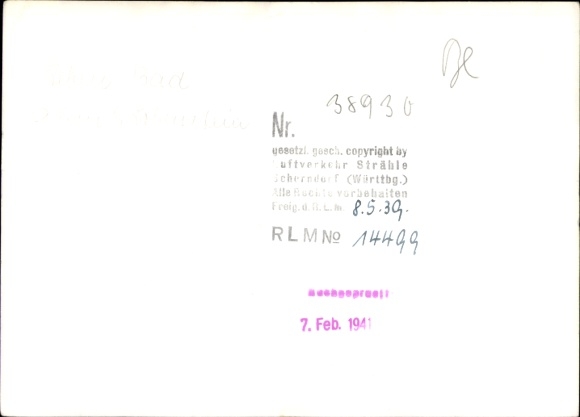 Bl
38930
Nr.
gesetzl. gesch. copyright by
Luftverkehr Strähle
Schorndorf (Württbg.)
Alle Rechte vorbehalten
Freig. d. R.L.M. 8.5.39.
RLM No 14499
7. Feb. 1941